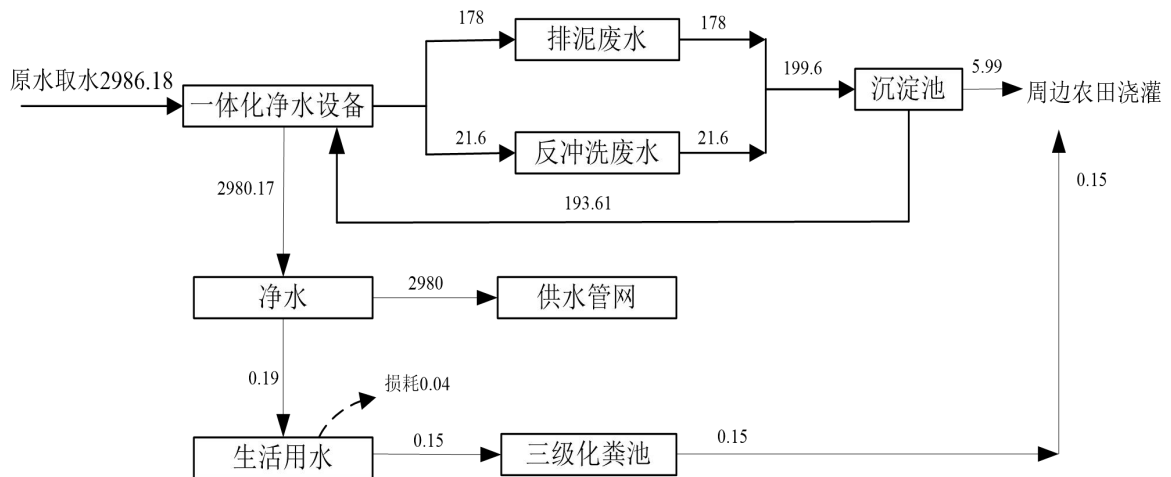 178
排泥废水
178
原水取水2986.18
一体化净水设备
199.6
沉淀池
5.99
周边农田浇灌
21.6
反冲洗废水
21.6
2980.17
193.61
0.15
净水
2980
供水管网
0.19
损耗0.04
生活用水
0.15
三级化粪池
0.15